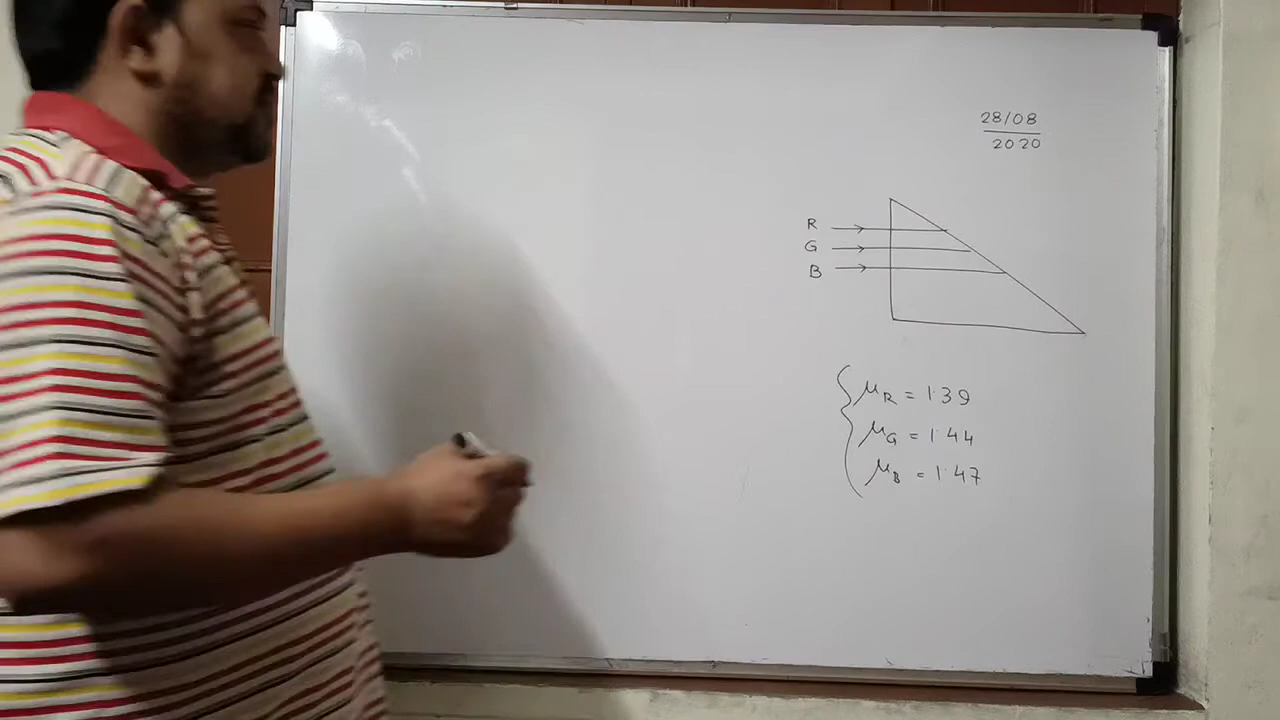 28/08
2020
R
G
B
μR = 1.39
μG = 1.44
μB = 1.47